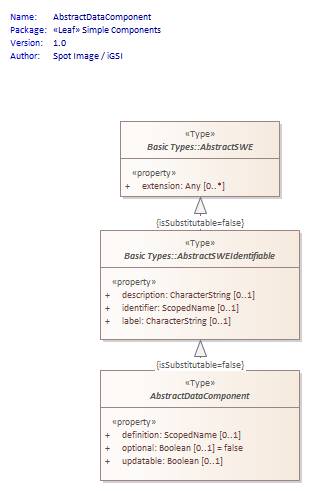 Name: AbstractDataComponent
Package: «Leaf» Simple Components
Version: 1.0
Author: Spot Image / iGSI
«Type»
Basic Types::AbstractSWE
«property»
+ extension: Any [0..*]
{isSubstitutable=false}
«Type»
Basic Types::AbstractSWEIdentifiable
«property»
+ description: CharacterString [0..1]
+ identifier: ScopedName [0..1]
+ label: CharacterString [0..1]
{isSubstitutable=false}
«Type»
AbstractDataComponent
«property»
+ definition: ScopedName [0..1]
+ optional: Boolean [0..1] = false
+ updatable: Boolean [0..1]